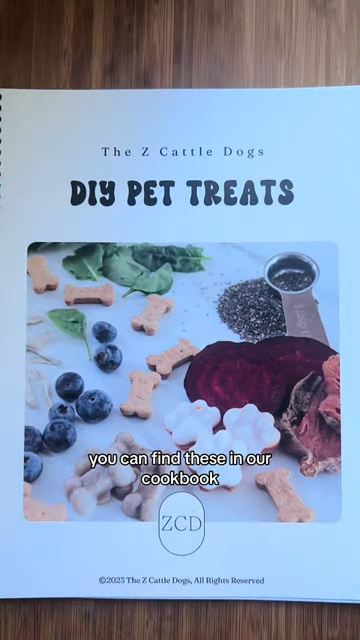 The Z Cattle Dogs
DIY PET TREATS
you can find these in our
cookbook
ZCD
©2023 The Z Cattle Dogs, All Rights Reserved